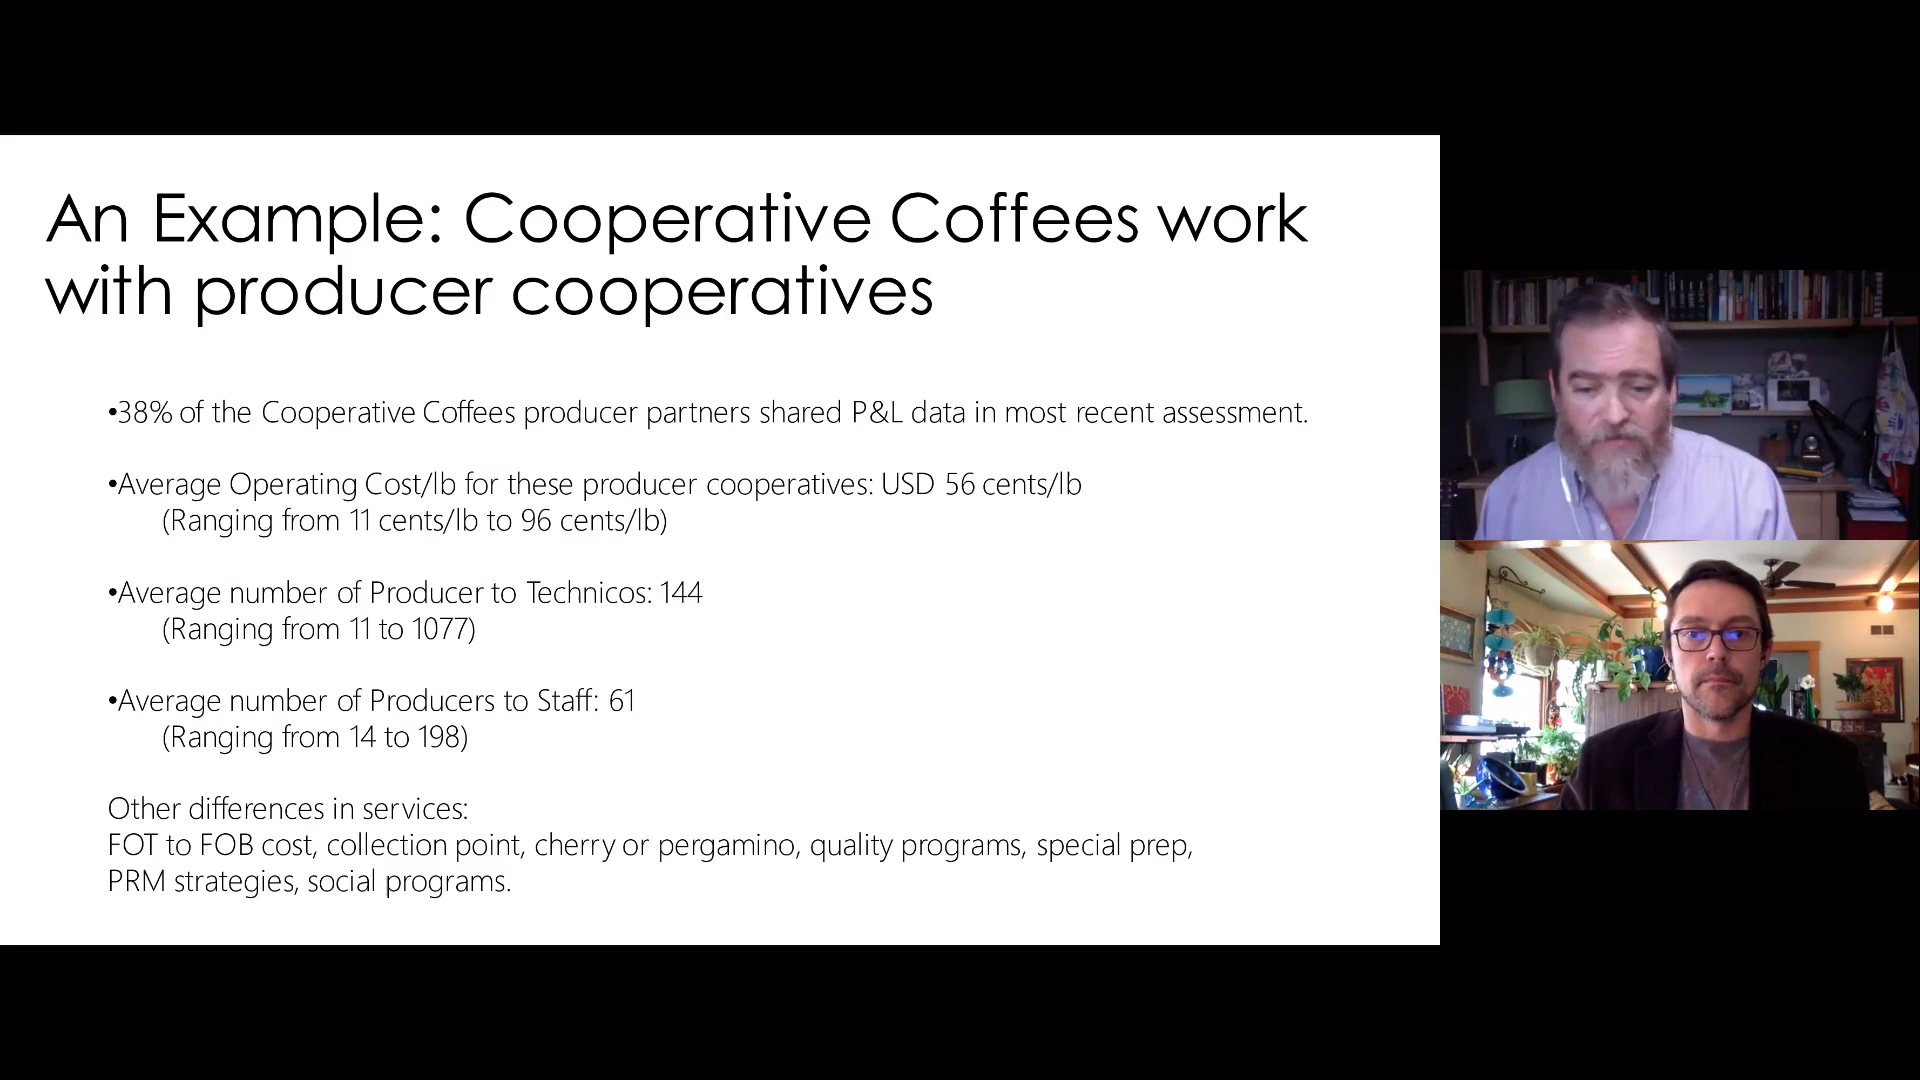 An Example: Cooperative Coffees work
with producer cooperatives
•38% of the Cooperative Coffees producer partners shared P&L data in most recent assessment.
•Average Operating Cost/lb for these producer cooperatives: USD 56 cents/lb
(Ranging from 11 cents/lb to 96 cents/lb)
•Average number of Producer to Technicos: 144
(Ranging from 11 to 1077)
•Average number of Producers to Staff: 61
(Ranging from 14 to 198)
Other differences in services:
FOT to FOB cost, collection point, cherry or pergamino, quality programs, special prep,
PRM strategies, social programs.